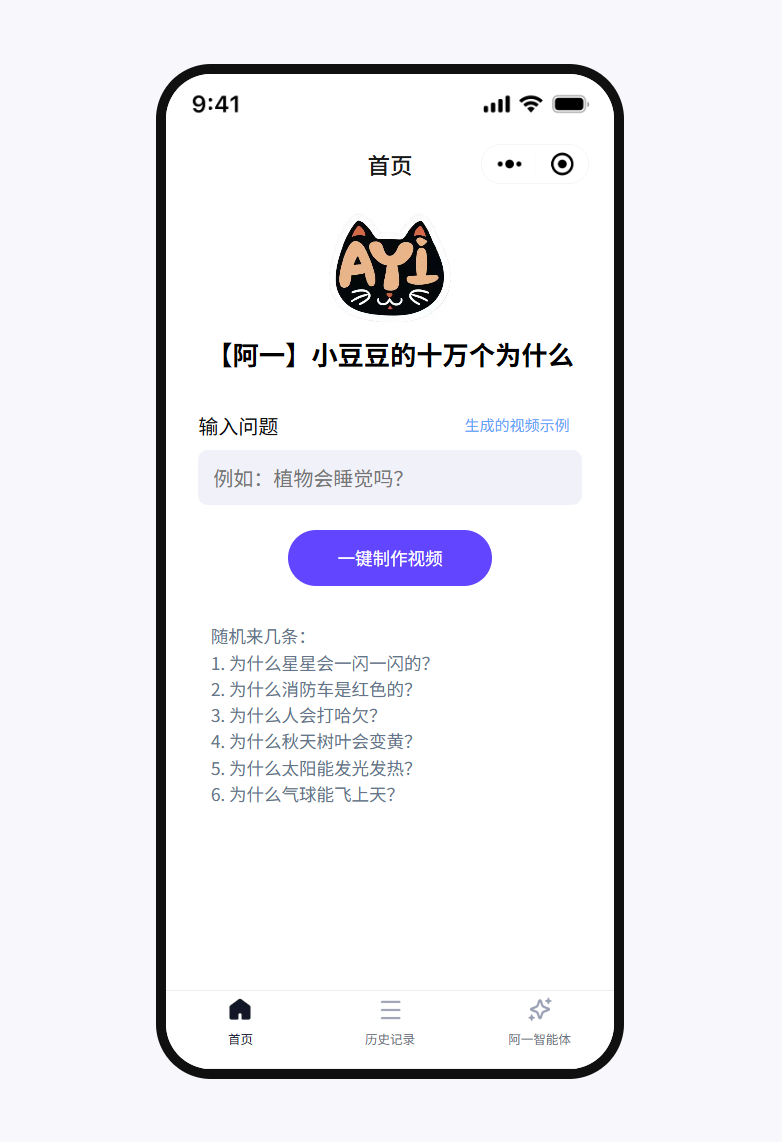 9:41
首页
AYi
【阿一】小豆豆的十万个为什么
输入问题
生成的视频示例
例如：植物会睡觉吗？
一键制作视频
随机来几条：
1. 为什么星星会一闪一闪的？
2. 为什么消防车是红色的？
3. 为什么人会打哈欠？
4. 为什么秋天树叶会变黄？
5. 为什么太阳能发光发热？
6. 为什么气球能飞上天？
首页
历史记录
阿一智能体